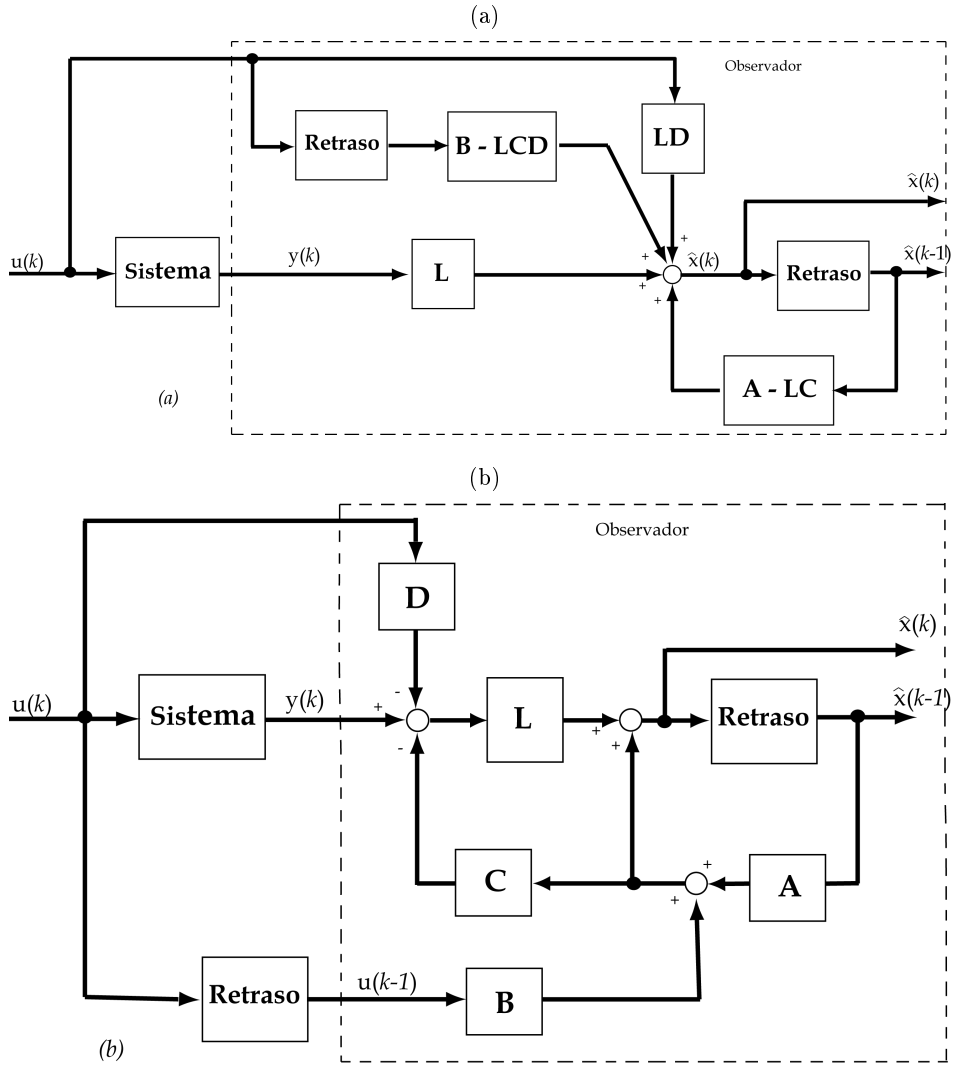 (a)
Observador
Retraso
B - LCD
LD
x̂(k)
u(k)
Sistema
y(k)
L
+
+
+
+
x̂(k)
Retraso
x̂(k-1)
A - LC
(a)
(b)
Observador
D
x̂(k)
u(k)
Sistema
y(k)
+
-
-
L
+
+
Retraso
x̂(k-1)
C
+
+
A
Retraso
u(k-1)
B
(b)